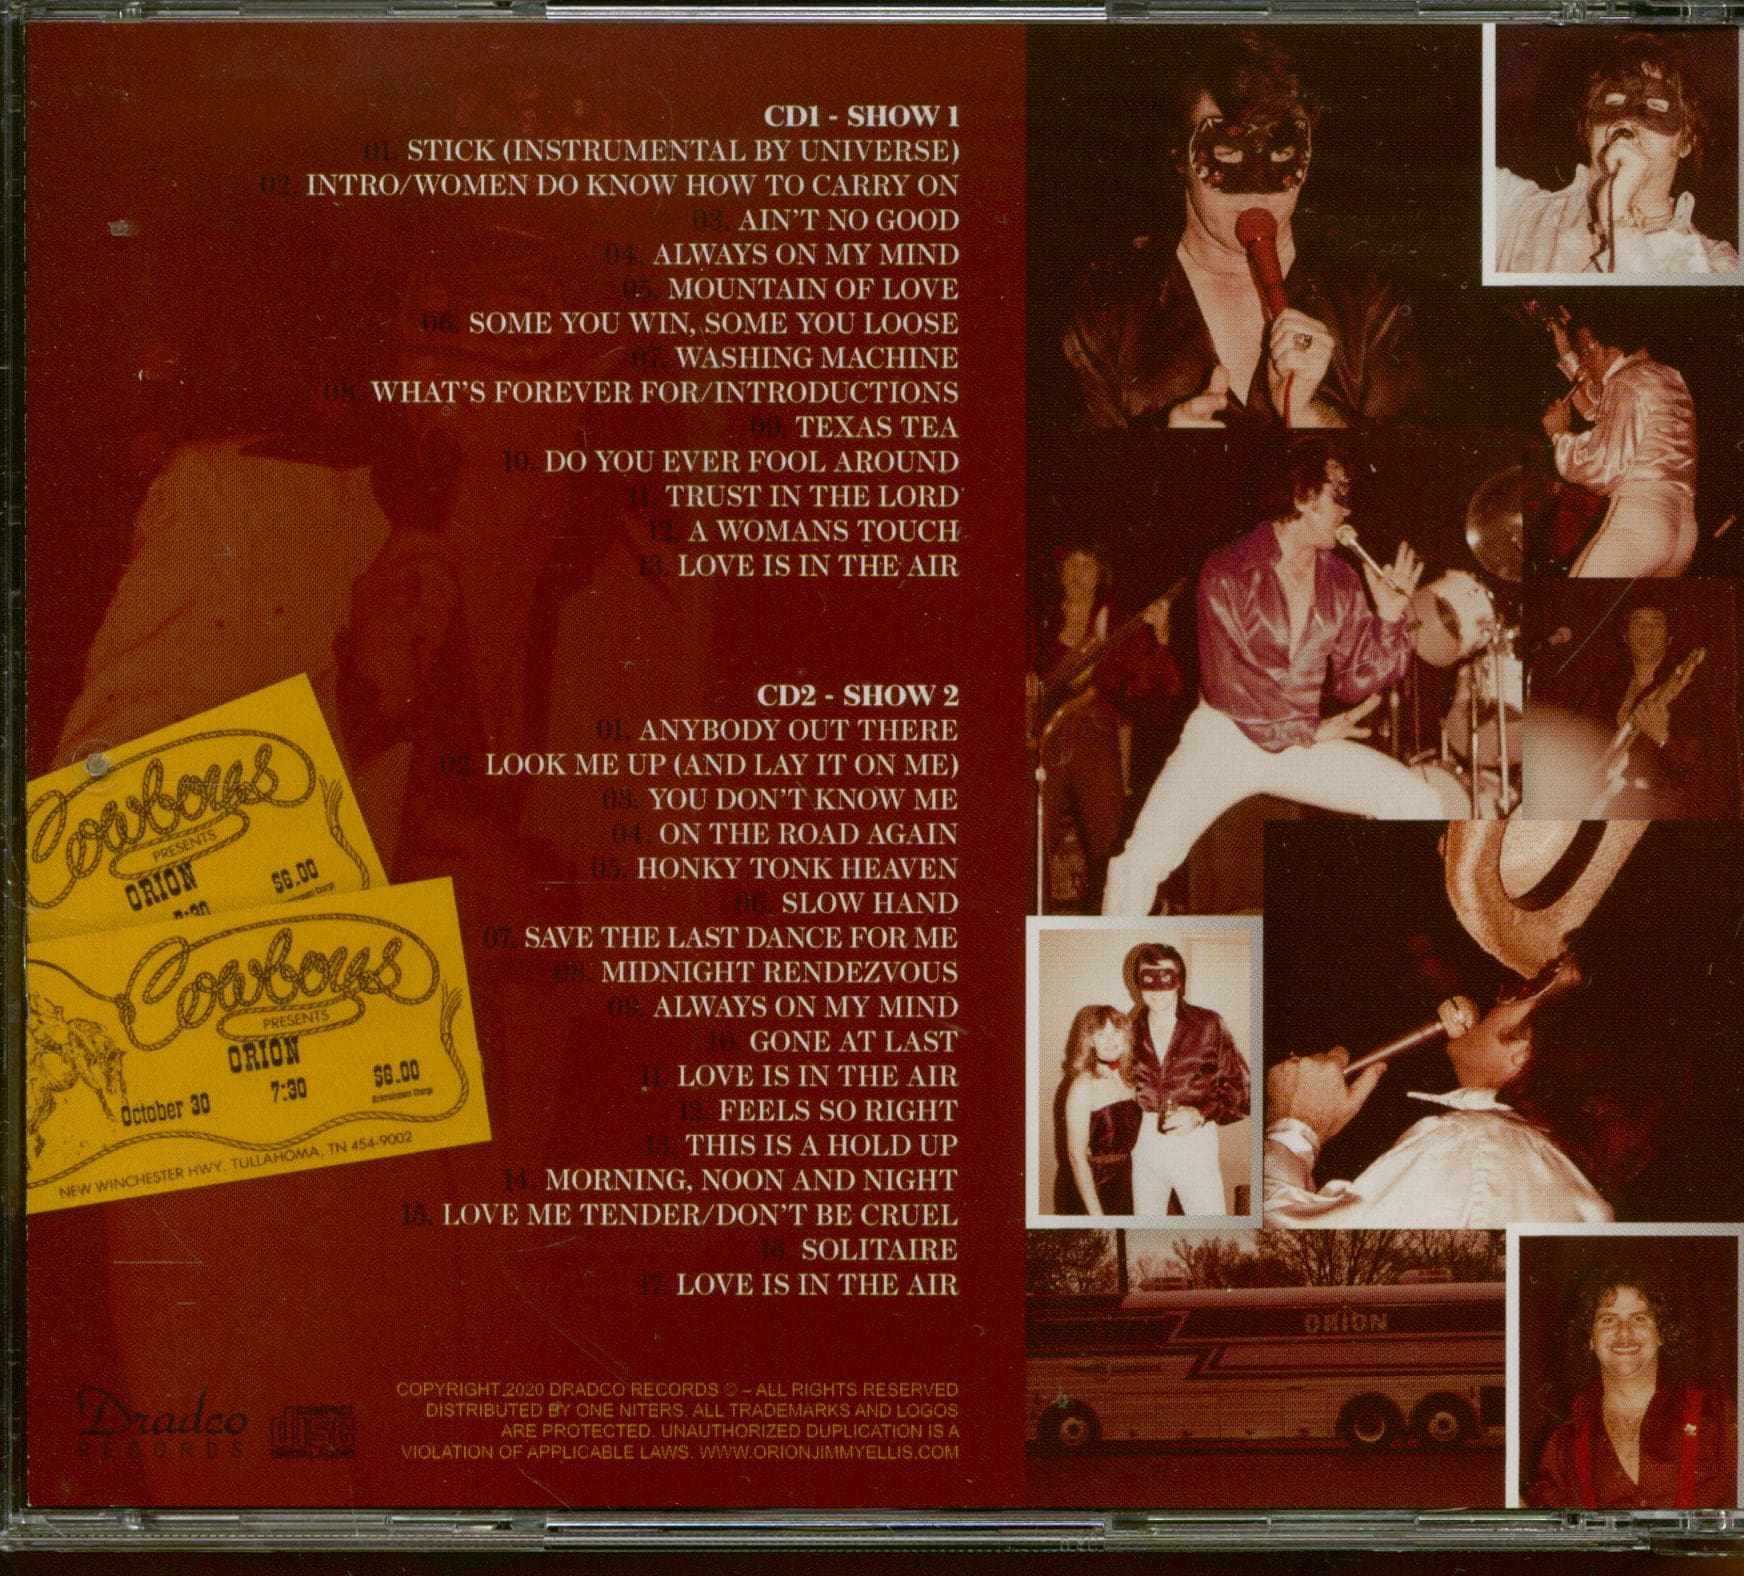 CD1 - SHOW 1
01. STICK (INSTRUMENTAL BY UNIVERSE)
02. INTRO/WOMEN DO KNOW HOW TO CARRY ON
03. AIN'T NO GOOD
04. ALWAYS ON MY MIND
05. MOUNTAIN OF LOVE
06. SOME YOU WIN, SOME YOU LOOSE
07. WASHING MACHINE
08. WHAT'S FOREVER FOR/INTRODUCTIONS
09. TEXAS TEA
10. DO YOU EVER FOOL AROUND
11. TRUST IN THE LORD
12. A WOMANS TOUCH
13. LOVE IS IN THE AIR
CD2 - SHOW 2
01. ANYBODY OUT THERE
02. LOOK ME UP (AND LAY IT ON ME)
03. YOU DON'T KNOW ME
04. ON THE ROAD AGAIN
05. HONKY TONK HEAVEN
06. SLOW HAND
07. SAVE THE LAST DANCE FOR ME
08. MIDNIGHT RENDEZVOUS
09. ALWAYS ON MY MIND
10. GONE AT LAST
11. LOVE IS IN THE AIR
12. FEELS SO RIGHT
13. THIS IS A HOLD UP
14. MORNING, NOON AND NIGHT
15. LOVE ME TENDER/DON'T BE CRUEL
16. SOLITAIRE
17. LOVE IS IN THE AIR
Cowboys
PRESENTS
ORION
$6.00
Entertainment Charge
7:30
Cowboys
PRESENTS
ORION
October 30
7:30
$6.00
Entertainment Charge
NEW WINCHESTER HWY. TULLAHOMA, TN 454-9002
ORION
Dradco
RECORDS
COMPACT
disc
DIGITAL AUDIO
COPYRIGHT 2020 DRADCO RECORDS © – ALL RIGHTS RESERVED
DISTRIBUTED BY ONE NITERS. ALL TRADEMARKS AND LOGOS
ARE PROTECTED. UNAUTHORIZED DUPLICATION IS A
VIOLATION OF APPLICABLE LAWS. WWW.ORIONJIMMYELLIS.COM